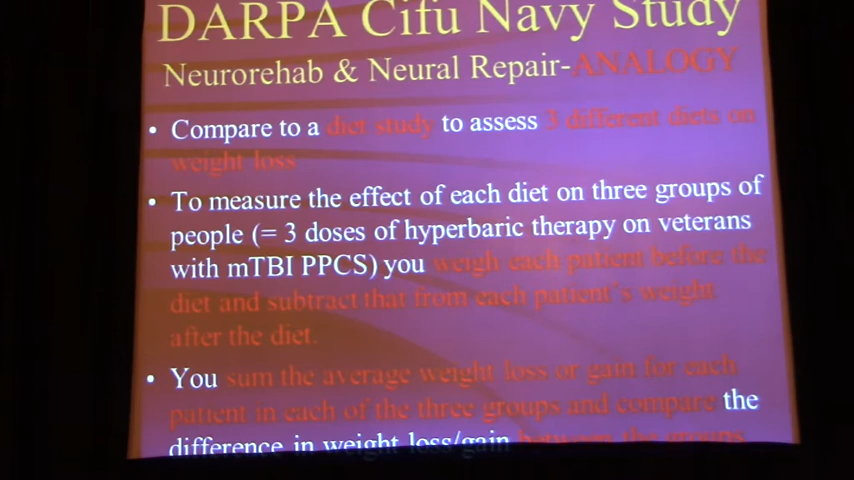 DARPA Cifu Navy Study
Neurorehab & Neural Repair-ANALOGY
• Compare to a diet study to assess 3 different diets on
weight loss
• To measure the effect of each diet on three groups of
people (= 3 doses of hyperbaric therapy on veterans
with mTBI PPCS) you weigh each patient before the
diet and subtract that from each patient's weight
after the diet.
• You sum the average weight loss or gain for each
patient in each of the three groups and compare the
difference in weight loss/gain between the groups